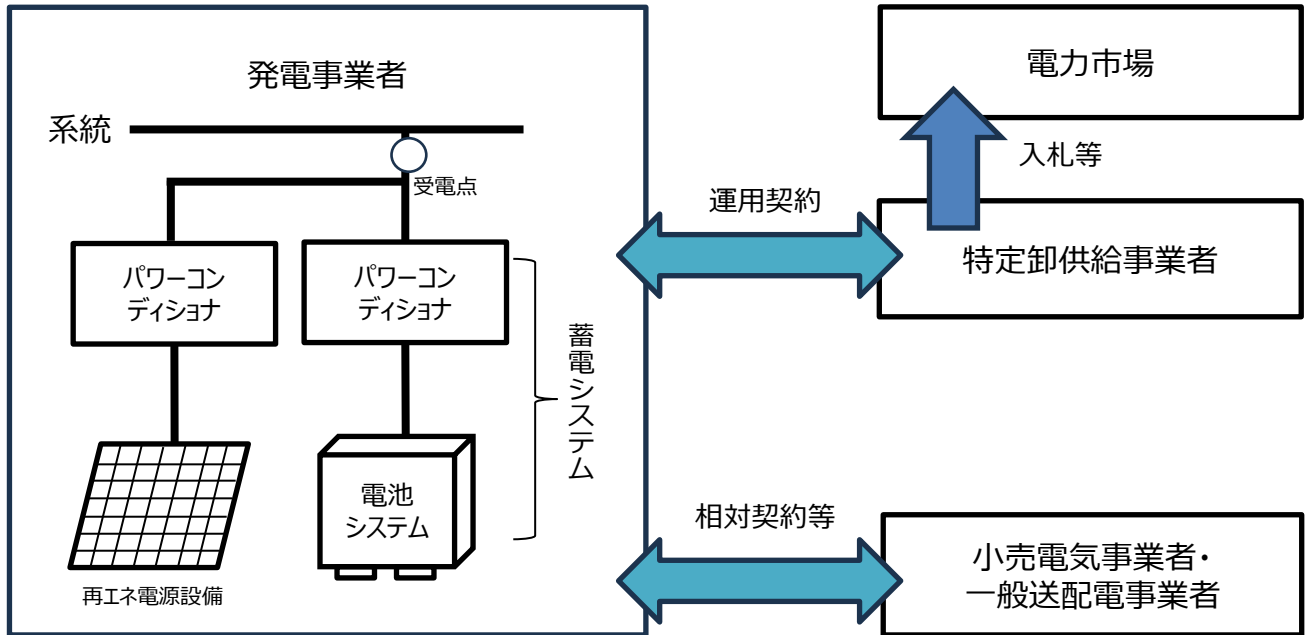 発電事業者
系統
受電点
パワーコン
ディショナ
パワーコン
ディショナ
蓄電システム
電池
システム
再エネ電源設備
運用契約
相対契約等
電力市場
入札等
特定卸供給事業者
小売電気事業者・
一般送配電事業者